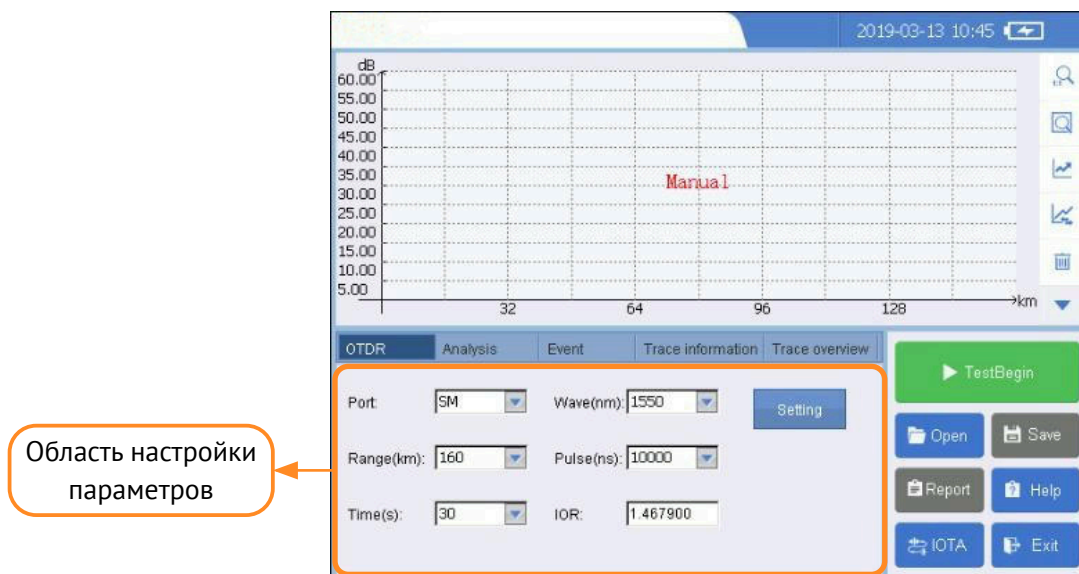 2019-03-13 10:45
dB
60.00
55.00
50.00
45.00
40.00
35.00
30.00
25.00
20.00
15.00
10.00
5.00
Manual
32 64 96 128 km
OTDR Analysis Event Trace information Trace overview
TestBegin
Port: SM Wave(nm): 1550 Setting
Open Save
Область настройки
параметров
Range(km): 160 Pulse(ns): 10000
Report Help
Time(s): 30 IOR: 1.467900
IOTA Exit